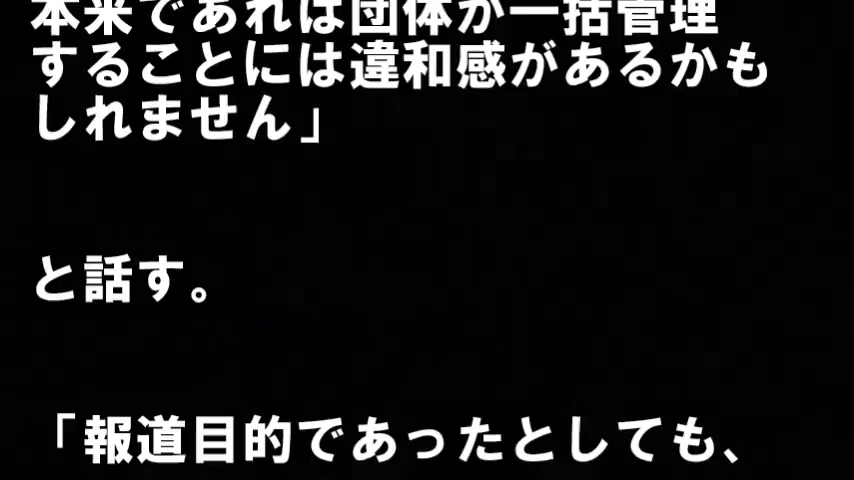 本来であれば団体が一括管理
することには違和感があるかも
しれません」
と話す。
「報道目的であったとしても、